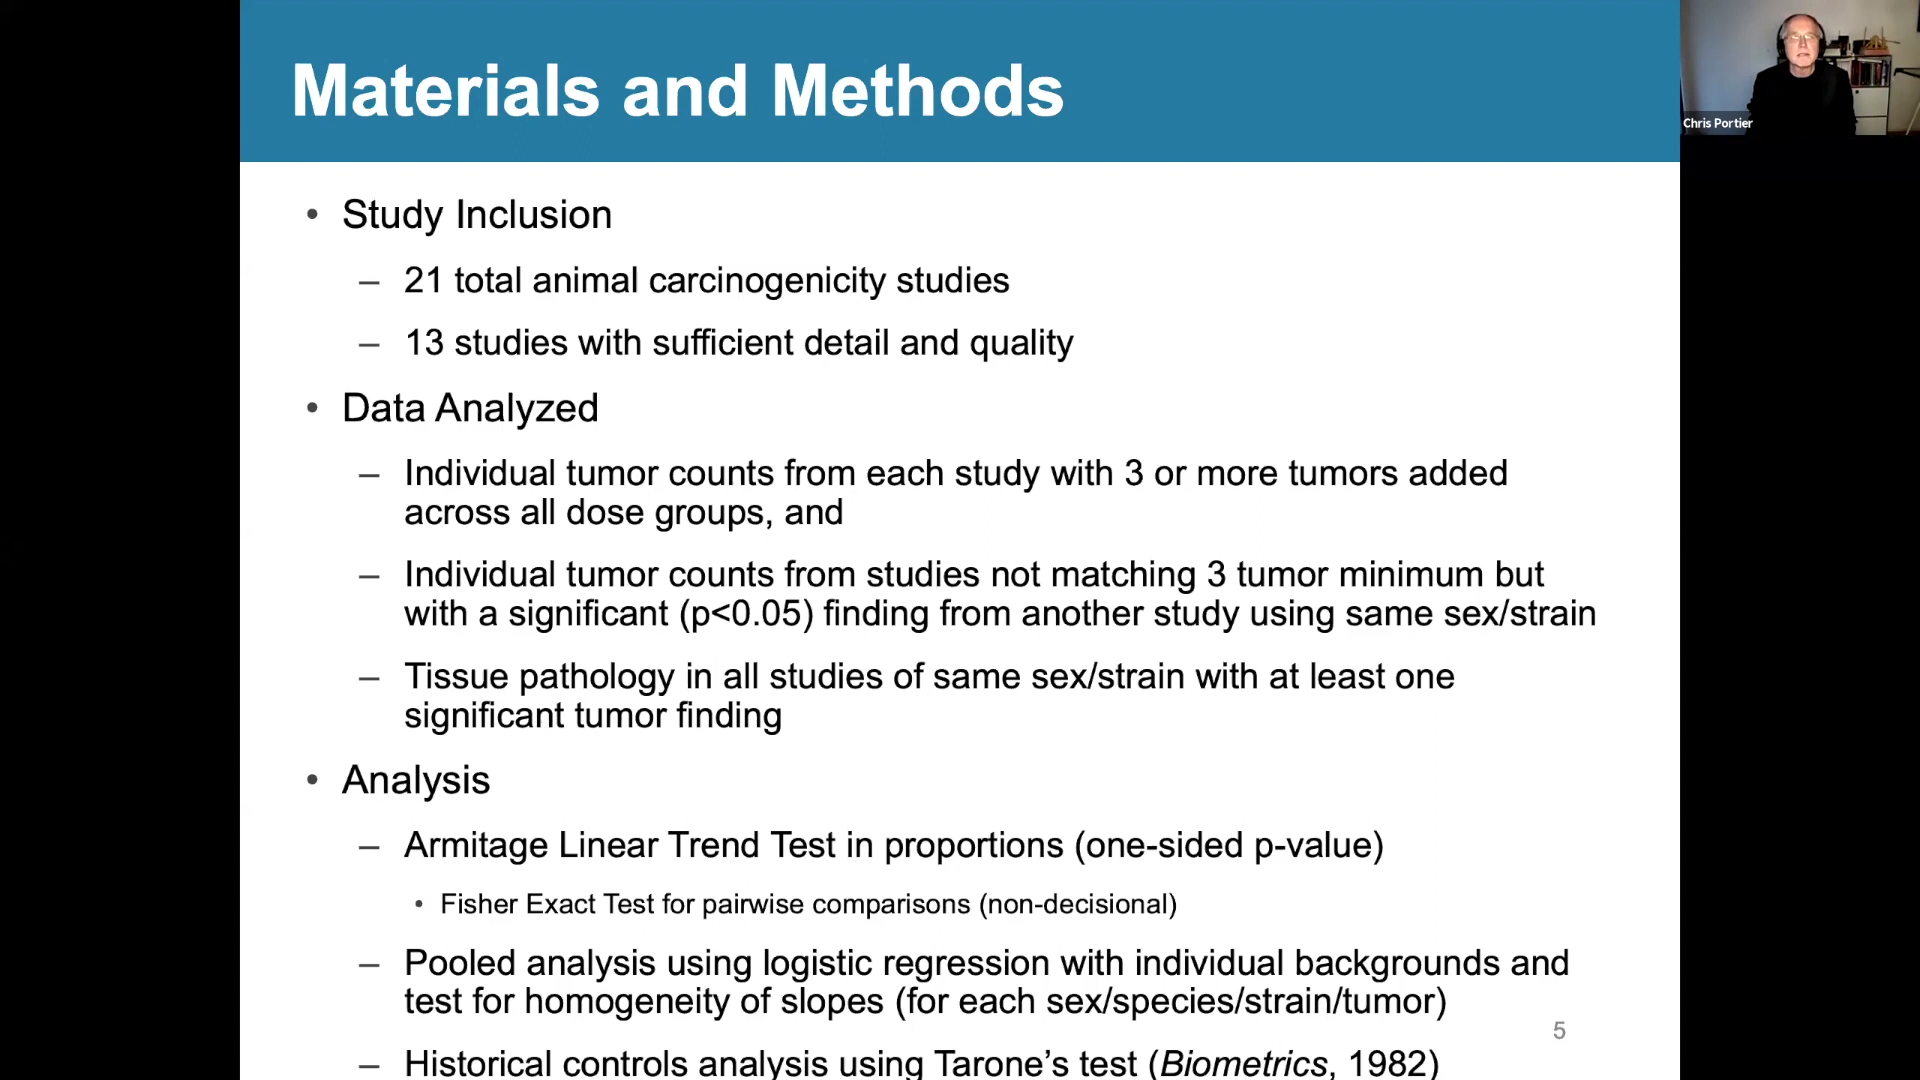 Materials and Methods
Chris Portier
• Study Inclusion
– 21 total animal carcinogenicity studies
– 13 studies with sufficient detail and quality
• Data Analyzed
– Individual tumor counts from each study with 3 or more tumors added
across all dose groups, and
– Individual tumor counts from studies not matching 3 tumor minimum but
with a significant (p<0.05) finding from another study using same sex/strain
– Tissue pathology in all studies of same sex/strain with at least one
significant tumor finding
• Analysis
– Armitage Linear Trend Test in proportions (one-sided p-value)
• Fisher Exact Test for pairwise comparisons (non-decisional)
– Pooled analysis using logistic regression with individual backgrounds and
test for homogeneity of slopes (for each sex/species/strain/tumor)
5
– Historical controls analysis using Tarone’s test (Biometrics, 1982)